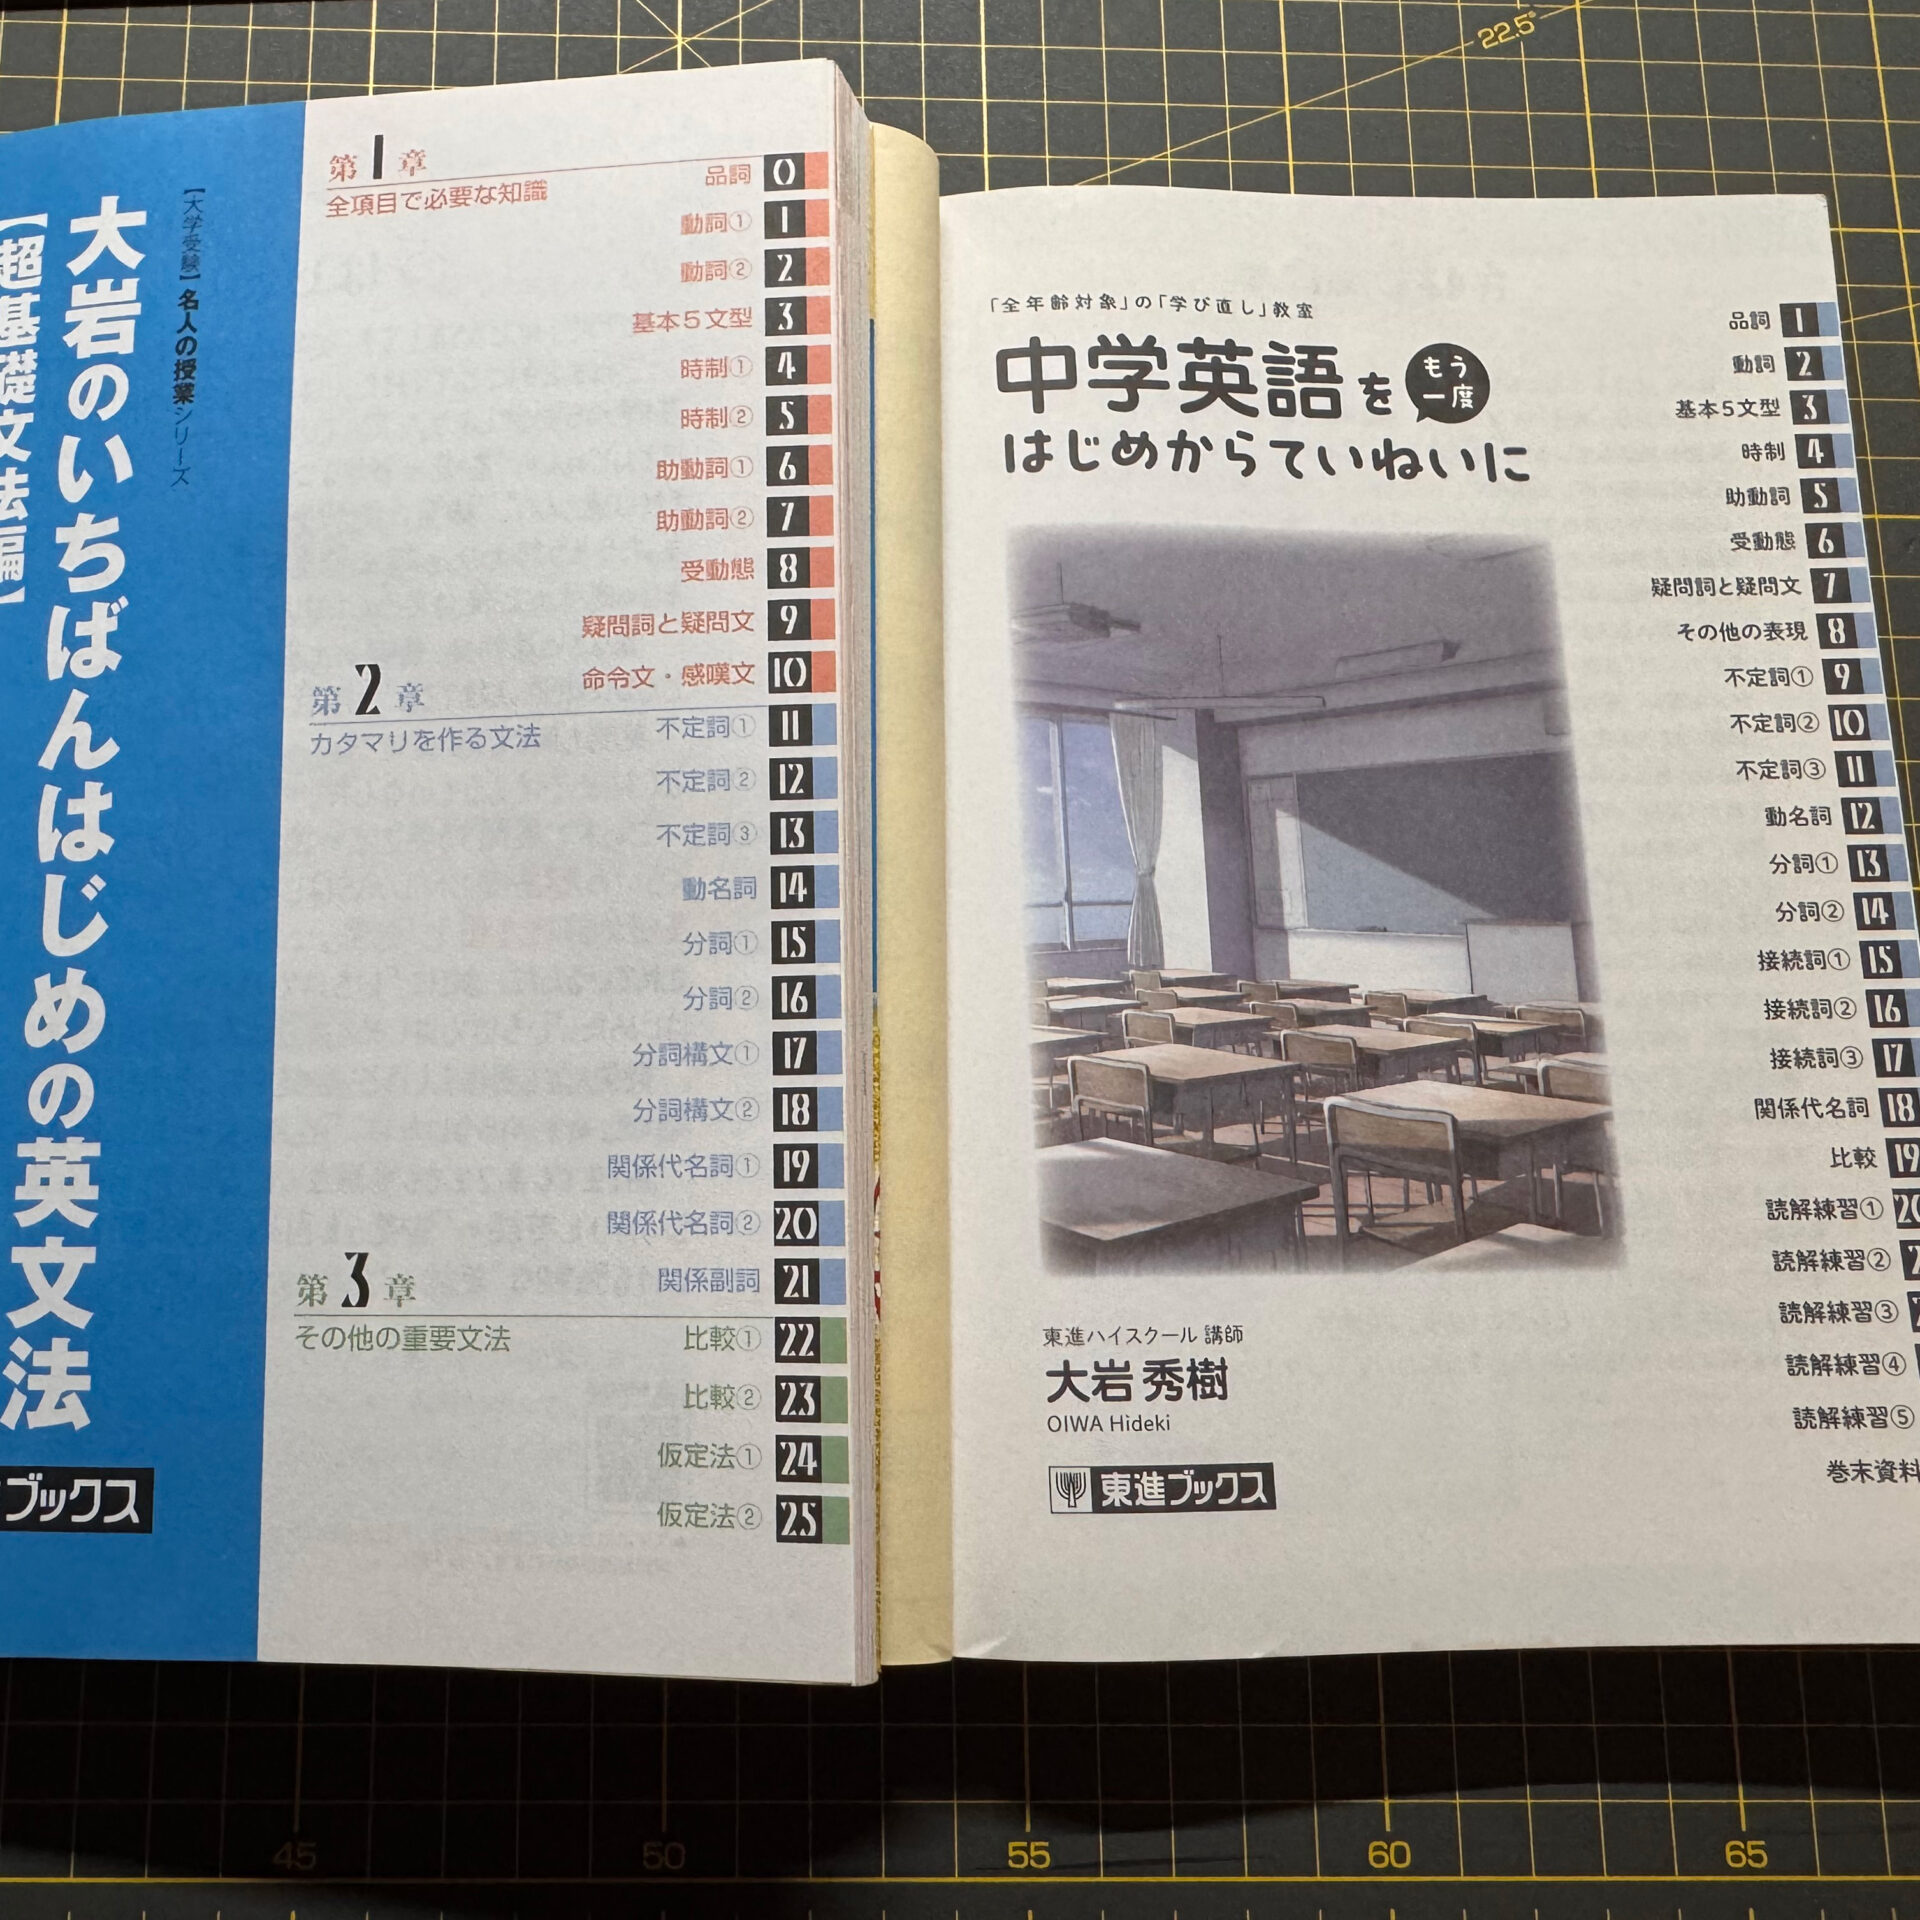 22.5°
【大学受験】名人の授業シリーズ
大岩のいちばんはじめの英文法
【超基礎文法編】
ブックス
第1章
全項目で必要な知識
品詞 0
動詞① 1
動詞② 2
基本5文型 3
時制① 4
時制② 5
助動詞① 6
助動詞② 7
受動態 8
疑問詞と疑問文 9
命令文・感嘆文 10
第2章
カタマリを作る文法
不定詞① 11
不定詞② 12
不定詞③ 13
動名詞 14
分詞① 15
分詞② 16
分詞構文① 17
分詞構文② 18
関係代名詞① 19
関係代名詞② 20
関係副詞 21
第3章
その他の重要文法
比較① 22
比較② 23
仮定法① 24
仮定法② 25
「全年齢対象」の「学び直し」教室
中学英語を
もう
一度
はじめからていねいに
東進ハイスクール 講師
大岩 秀樹
OIWA Hideki
東進ブックス
品詞 1
動詞 2
基本5文型 3
時制 4
助動詞 5
受動態 6
疑問詞と疑問文 7
その他の表現 8
不定詞① 9
不定詞② 10
不定詞③ 11
動名詞 12
分詞① 13
分詞② 14
接続詞① 15
接続詞② 16
接続詞③ 17
関係代名詞 18
比較 19
読解練習① 20
読解練習②
読解練習③
読解練習④
読解練習⑤
巻末資料
45 50 55 60 65